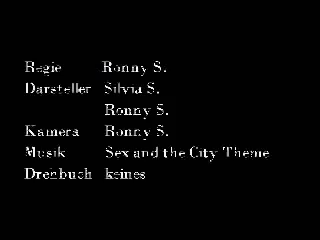 Regie Ronny S.
Darsteller Silvia S.
Ronny S.
Kamera Ronny S.
Musik Sex and the City Theme
Drehbuch keines